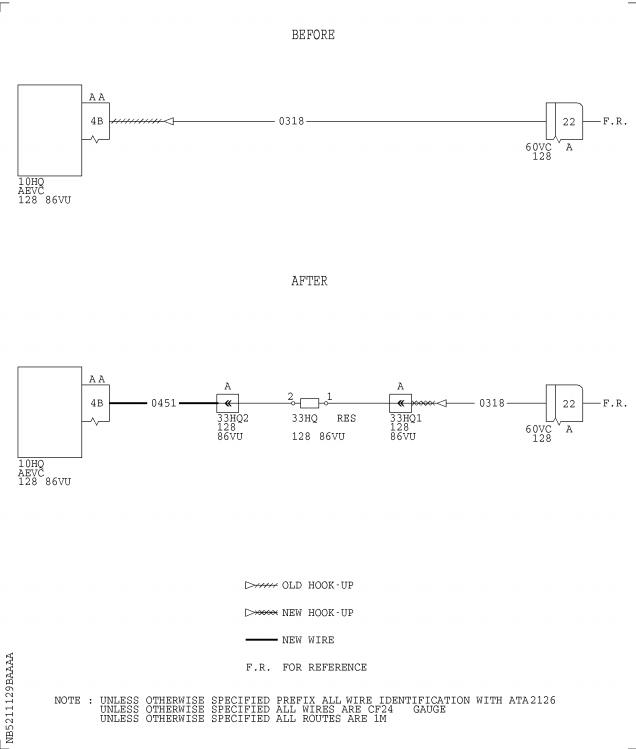 BEFORE
A A
4B
0318
22
F.R.
60VC A
128
10HQ
AEVC
128 86VU
AFTER
A A
4B
0451
A
2 1
A
0318
22
F.R.
33HQ2
128
86VU
33HQ RES
128 86VU
33HQ1
128
86VU
60VC A
128
10HQ
AEVC
128 86VU
OLD HOOK-UP
NEW HOOK-UP
NEW WIRE
F.R. FOR REFERENCE
NOTE : UNLESS OTHERWISE SPECIFIED PREFIX ALL WIRE IDENTIFICATION WITH ATA2126
UNLESS OTHERWISE SPECIFIED ALL WIRES ARE CF24 GAUGE
UNLESS OTHERWISE SPECIFIED ALL ROUTES ARE 1M
NB5211129BAAAA